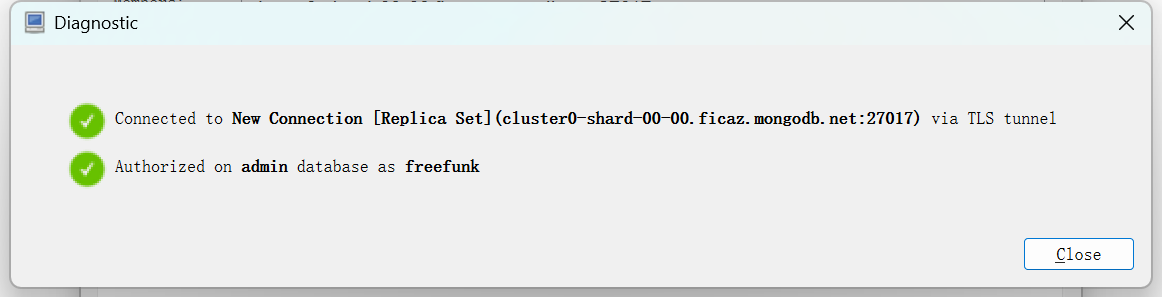 Diagnostic
Connected to New Connection [Replica Set](cluster0-shard-00-00.ficaz.mongodb.net:27017) via TLS tunnel
Authorized on admin database as freefunk
Close